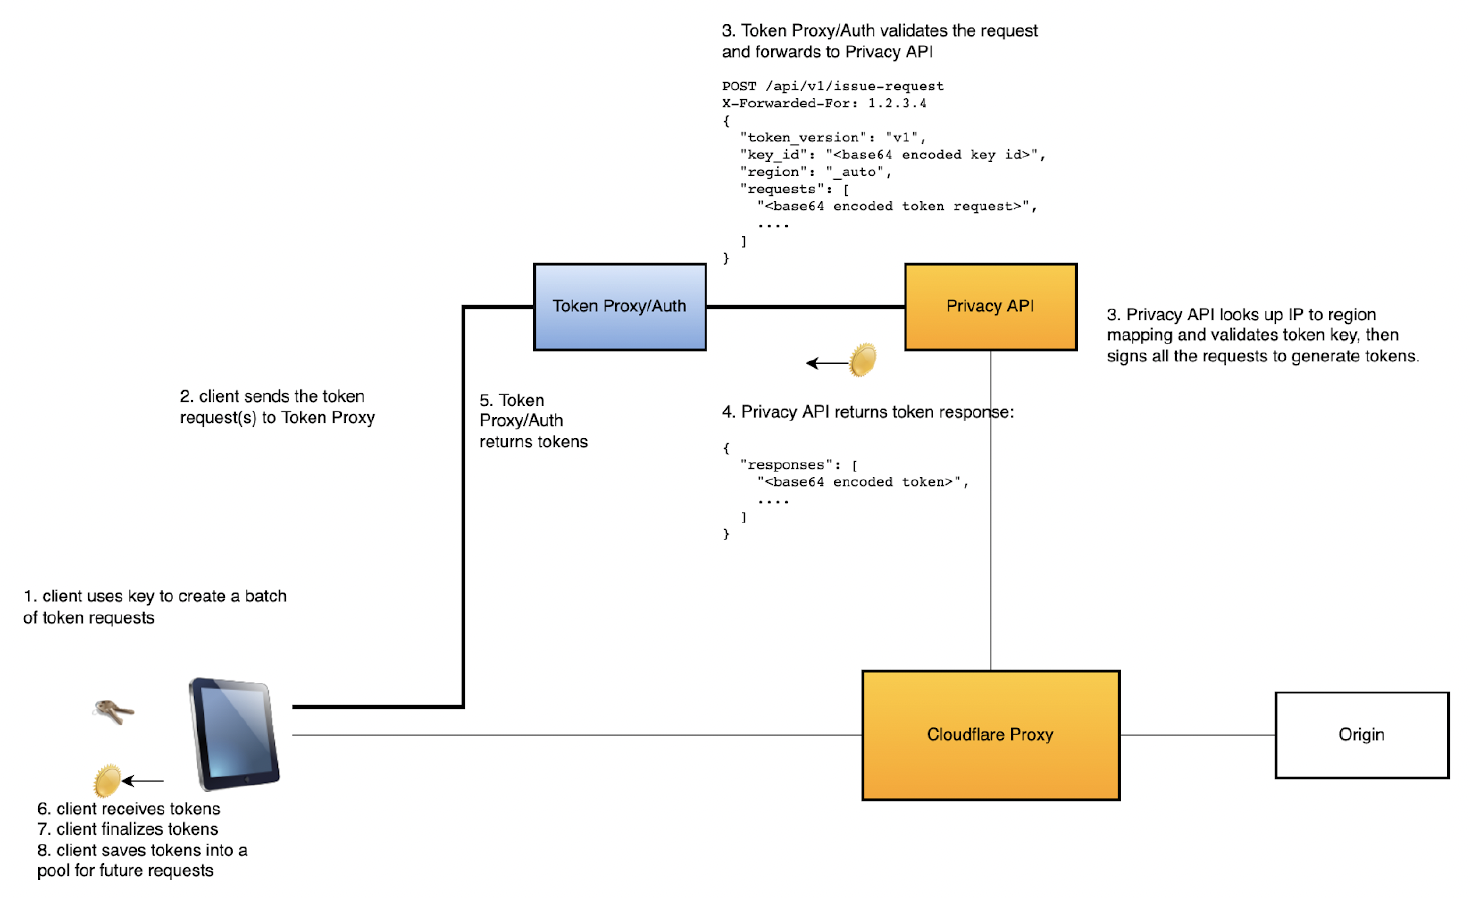 3. Token Proxy/Auth validates the request
and forwards to Privacy API
POST /api/v1/issue-request
X-Forwarded-For: 1.2.3.4
{
  "token_version": "v1",
  "key_id": "<base64 encoded key id>",
  "region": "_auto",
  "requests": [
    "<base64 encoded token request>",
    ....
  ]
}
Token Proxy/Auth
Privacy API
3. Privacy API looks up IP to region
mapping and validates token key, then
signs all the requests to generate tokens.
2. client sends the token
request(s) to Token Proxy
5. Token
Proxy/Auth
returns tokens
4. Privacy API returns token response:
{
  "responses": [
    "<base64 encoded token>",
    ....
  ]
}
1. client uses key to create a batch
of token requests
Cloudflare Proxy
Origin
6. client receives tokens
7. client finalizes tokens
8. client saves tokens into a
pool for future requests